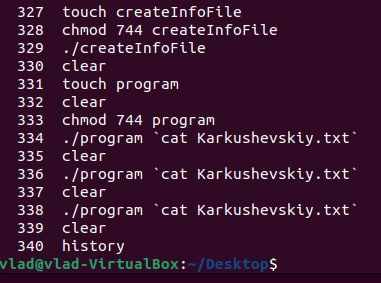 327 touch createInfoFile
328 chmod 744 createInfoFile
329 ./createInfoFile
330 clear
331 touch program
332 clear
333 chmod 744 program
334 ./program `cat Karkushevskiy.txt`
335 clear
336 ./program `cat Karkushevskiy.txt`
337 clear
338 ./program `cat Karkushevskiy.txt`
339 clear
340 history
vlad@vlad-VirtualBox:~/Desktop$